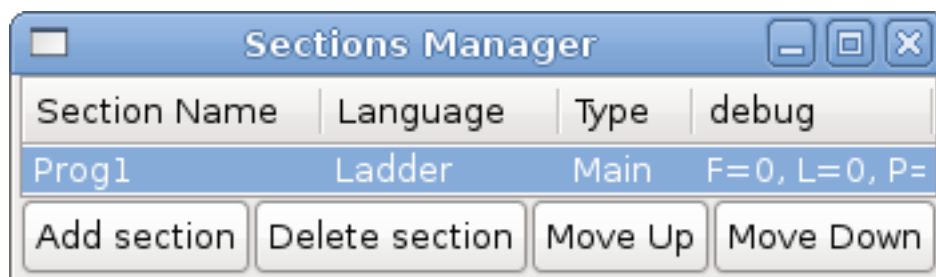 Sections Manager
Section Name Language Type debug
Prog1 Ladder Main F=0, L=0, P=
Add section Delete section Move Up Move Down